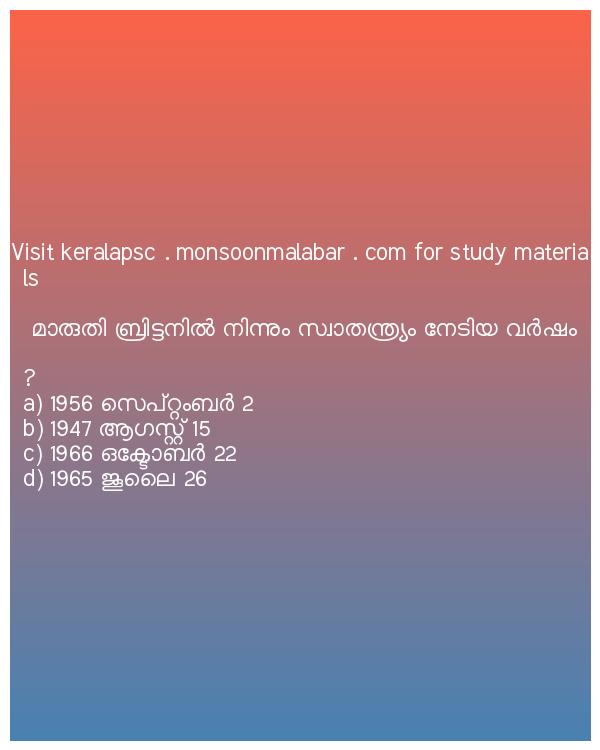 Visit keralapsc . monsoonmalabar . com for study materia
ls
മാരുതി ബ്രിട്ടനിൽ നിന്നും സ്വാതന്ത്ര്യം നേടിയ വർഷം
?
a) 1956 സെപ്റ്റംബർ 2
b) 1947 ആഗസ്റ്റ് 15
c) 1966 ഒക്ടോബർ 22
d) 1965 ജൂലൈ 26